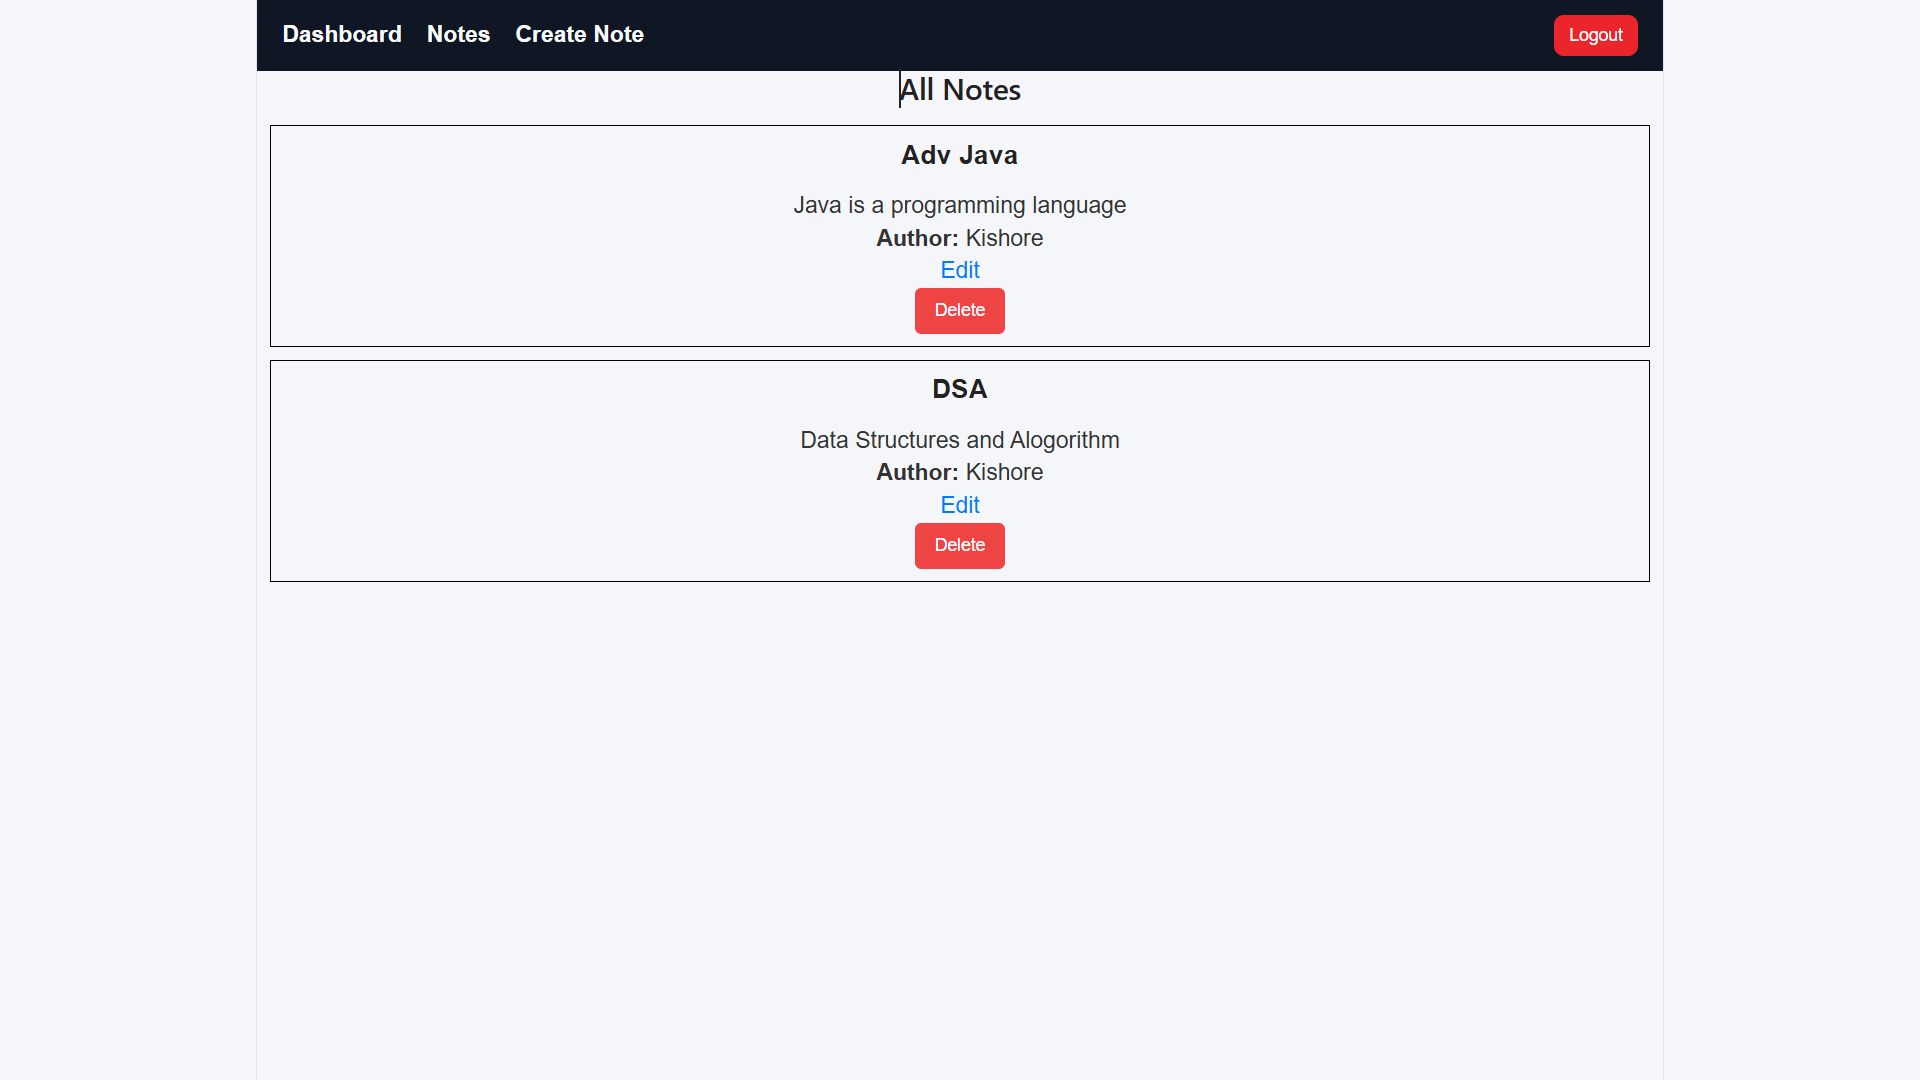 Dashboard Notes Create Note Logout
All Notes
Adv Java
Java is a programming language
Author: Kishore
Edit
Delete
DSA
Data Structures and Alogorithm
Author: Kishore
Edit
Delete